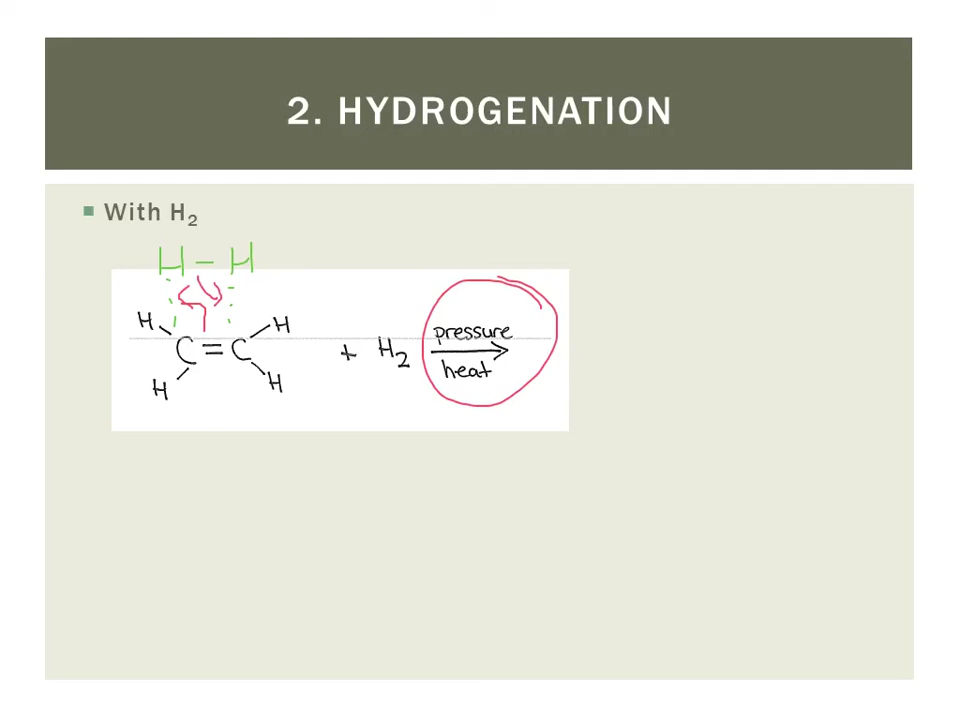 2. HYDROGENATION
With H₂
H – H
H H
C = C + H₂ pressure
H H heat